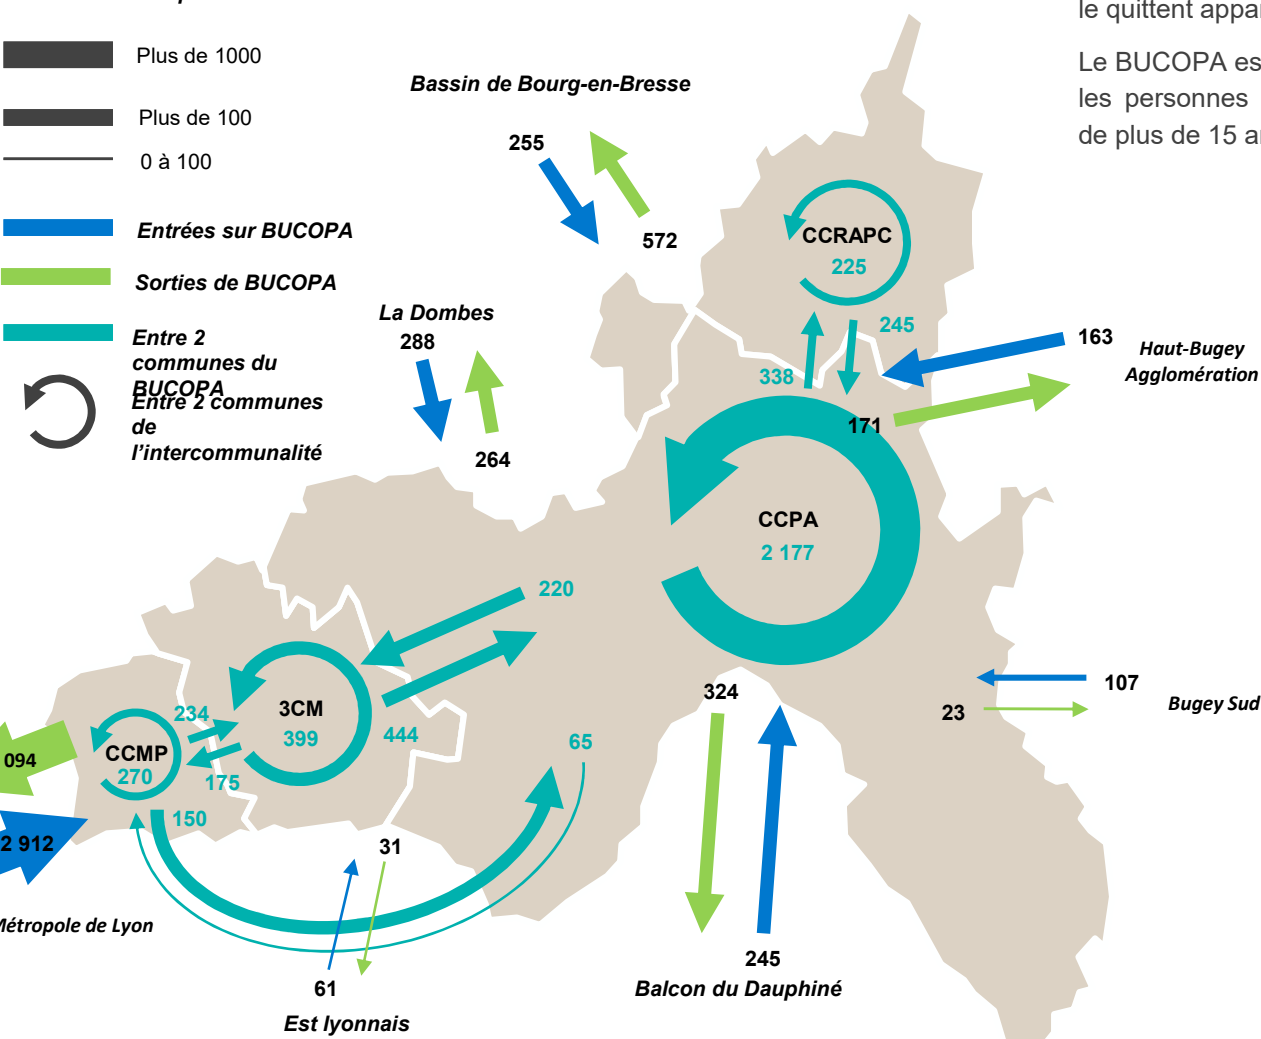 le quittent
Le BUCOPA
les personnes
de plus de 15
Plus de 1000
Plus de 100
0 à 100
Entrées sur BUCOPA
Sorties de BUCOPA
Entre 2
communes du
BUCOPA
Entre 2 communes
de
l'intercommunalité
Bassin de Bourg-en-Bresse
255
572
La Dombes
288
264
CCRAPC
225
245
338
163
Haut-Bugey
Agglomération
171
CCPA
2 177
220
444
3CM
399
234
175
CCMP
270
150
65
094
2 912
Métropole de Lyon
31
61
Est lyonnais
324
245
Balcon du Dauphiné
107
23
Bugey Sud